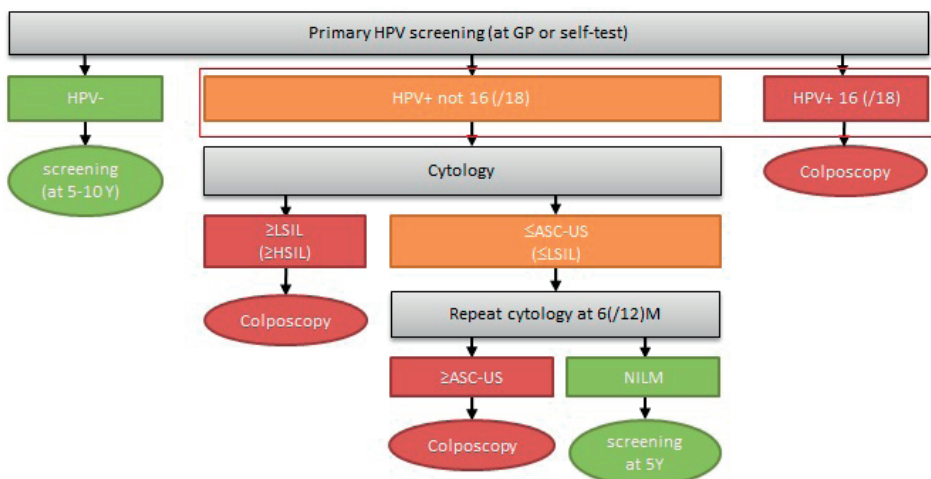 Primary HPV screening (at GP or self-test)
HPV-
HPV+ not 16 (/18)
HPV+ 16 (/18)
screening
(at 5-10 Y)
Cytology
Colposcopy
≥LSIL
(≥HSIL)
≤ASC-US
(≤LSIL)
Colposcopy
Repeat cytology at 6(/12)M
≥ASC-US
NILM
Colposcopy
screening
at 5Y